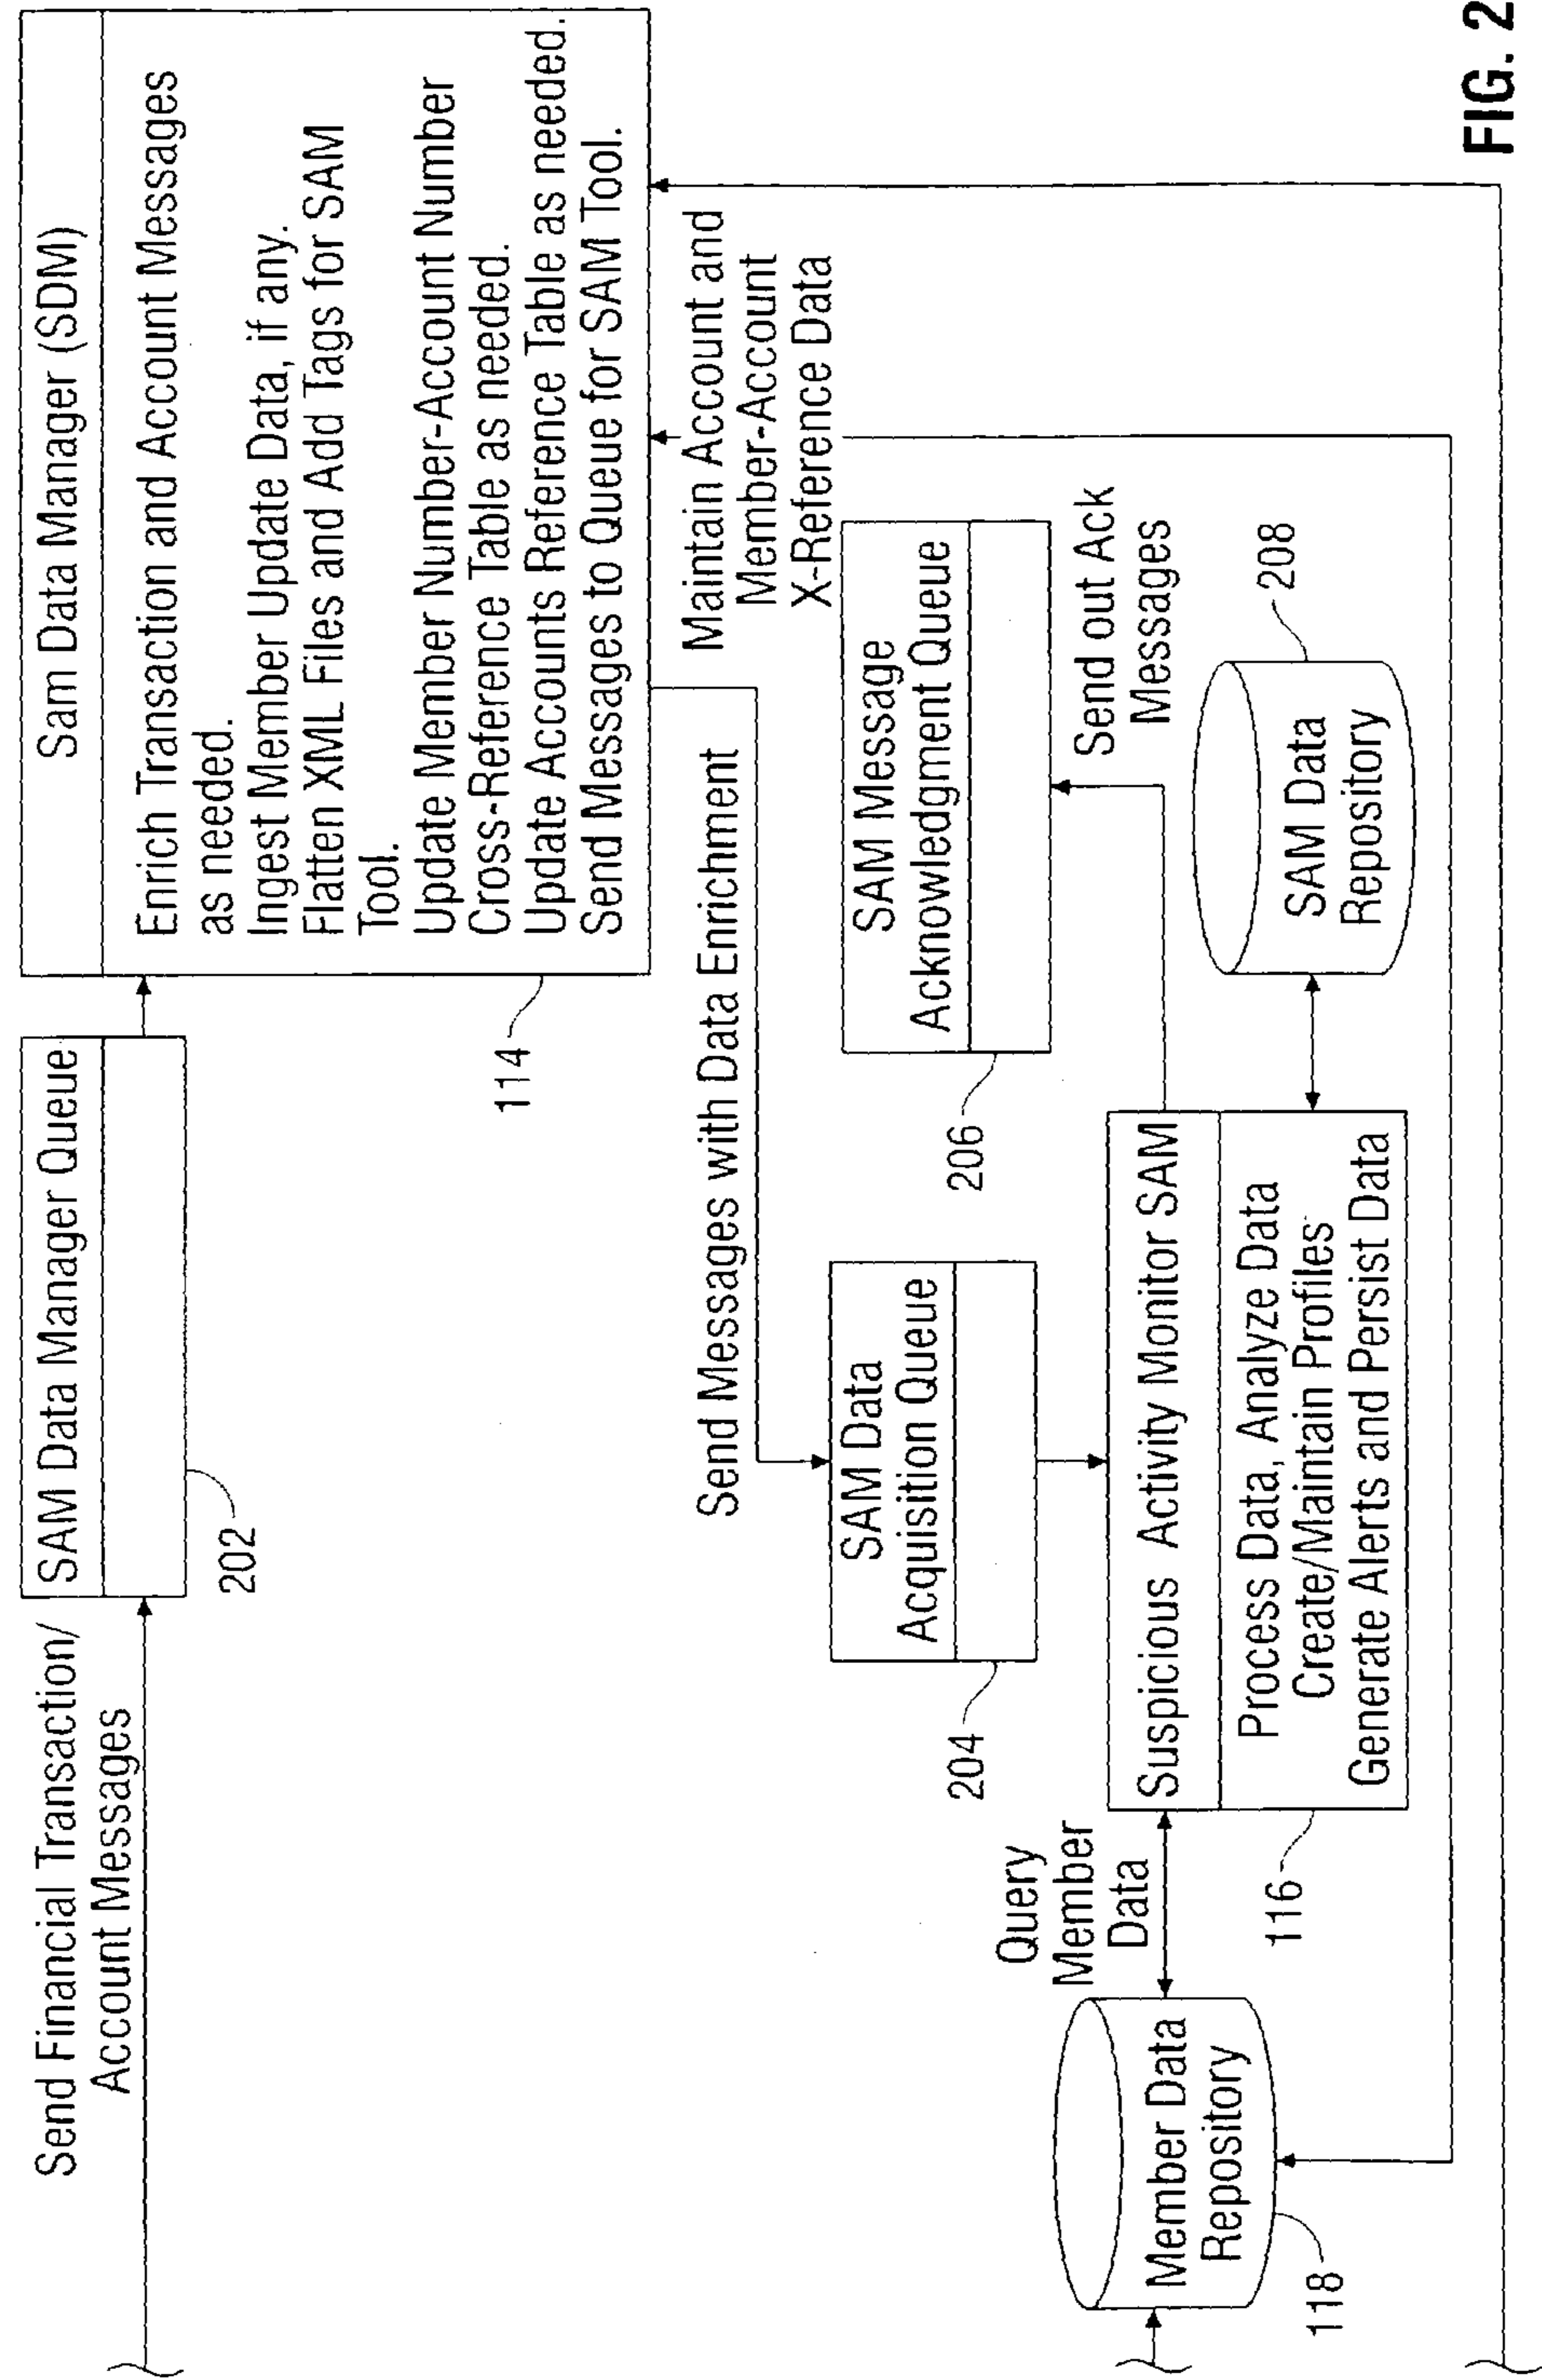 Send Financial Transaction/
Account Messages
SAM Data Manager Queue
202
Sam Data Manager (SDM)
Enrich Transaction and Account Messages
as needed.
Ingest Member Update Data, if any.
Flatten XML Files and Add Tags for SAM
Tool.
Update Member Number-Account Number
Cross-Reference Table as needed.
Update Accounts Reference Table as needed.
Send Messages to Queue for SAM Tool.
114
Send Messages with Data Enrichment
Maintain Account and
Member-Account
X-Reference Data
SAM Data
Acquisition Queue
204
SAM Message
Acknowledgment Queue
206
Send out Ack
Messages
Query
Member
Data
Suspicious Activity Monitor SAM
Process Data, Analyze Data
Create/Maintain Profiles
Generate Alerts and Persist Data
116
SAM Data
Repository
208
Member Data
Repository
118
FIG. 2